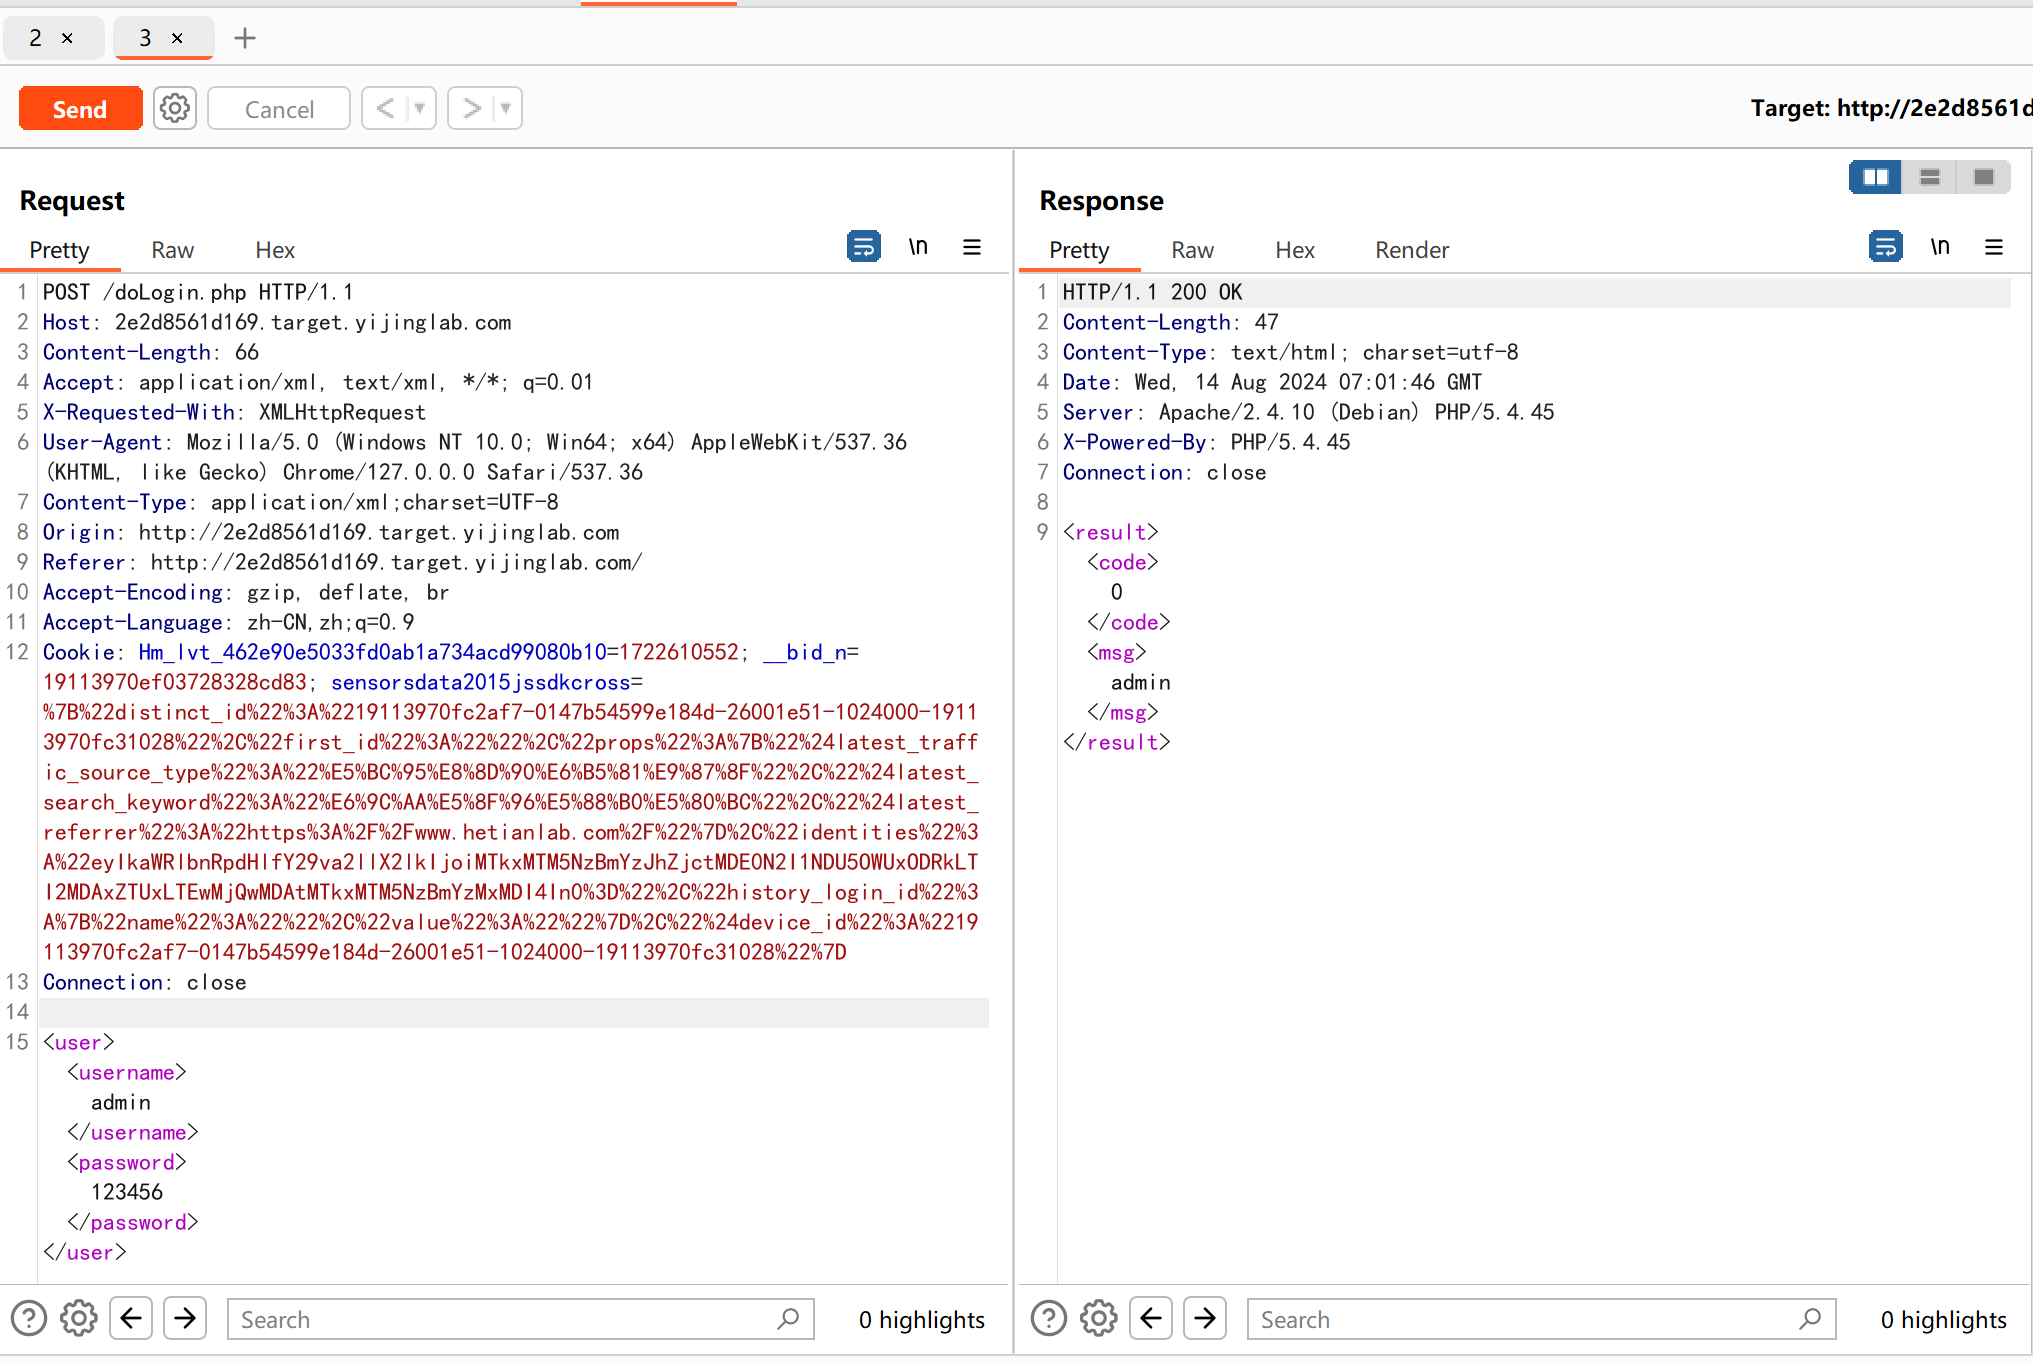 2 ×
3 ×
+
Send
Cancel
< ▼
> ▼
Target: http://2e2d8561d
Request
Pretty Raw Hex
\n
1 POST /doLogin.php HTTP/1.1
2 Host: 2e2d8561d169.target.yijinglab.com
3 Content-Length: 66
4 Accept: application/xml, text/xml, */*; q=0.01
5 X-Requested-With: XMLHttpRequest
6 User-Agent: Mozilla/5.0 (Windows NT 10.0; Win64; x64) AppleWebKit/537.36
(KHTML, like Gecko) Chrome/127.0.0.0 Safari/537.36
7 Content-Type: application/xml;charset=UTF-8
8 Origin: http://2e2d8561d169.target.yijinglab.com
9 Referer: http://2e2d8561d169.target.yijinglab.com/
10 Accept-Encoding: gzip, deflate, br
11 Accept-Language: zh-CN,zh;q=0.9
12 Cookie: Hm_lvt_462e90e5033fd0ab1a734acd99080b10=1722610552; __bid_n=
19113970ef03728328cd83; sensorsdata2015jssdkcross=
%7B%22distinct_id%22%3A%2219113970fc2af7-0147b54599e184d-26001e51-1024000-1911
3970fc31028%22%2C%22first_id%22%3A%22%22%2C%22props%22%3A%7B%22%24latest_traff
ic_source_type%22%3A%22%E5%BC%95%E8%8D%90%E6%B5%81%E9%87%8F%22%2C%22%24latest_
search_keyword%22%3A%22%E6%9C%AA%E5%8F%96%E5%88%B0%E5%80%BC%22%2C%22%24latest_
referrer%22%3A%22https%3A%2F%2Fwww.hetianlab.com%2F%22%7D%2C%22identities%22%3
A%22eyIkaWRlbnRpdHlfY29va2llX2lkIjoiMTkxMTM5NzBmYzJhZjctMDE0N2I1NDU5OWUxODRkLT
I2MDAxZTUxLTEwMjQwMDAtMTkxMTM5NzBmYzMxMDI4In0%3D%22%2C%22history_login_id%22%3
A%7B%22name%22%3A%22%22%2C%22value%22%3A%22%22%7D%2C%22%24device_id%22%3A%2219
113970fc2af7-0147b54599e184d-26001e51-1024000-19113970fc31028%22%7D
13 Connection: close
14
15 <user>
<username>
admin
</username>
<password>
123456
</password>
</user>
Search
0 highlights
Response
Pretty Raw Hex Render
\n
1 HTTP/1.1 200 OK
2 Content-Length: 47
3 Content-Type: text/html; charset=utf-8
4 Date: Wed, 14 Aug 2024 07:01:46 GMT
5 Server: Apache/2.4.10 (Debian) PHP/5.4.45
6 X-Powered-By: PHP/5.4.45
7 Connection: close
8
9 <result>
<code>
0
</code>
<msg>
admin
</msg>
</result>
Search
0 highlights